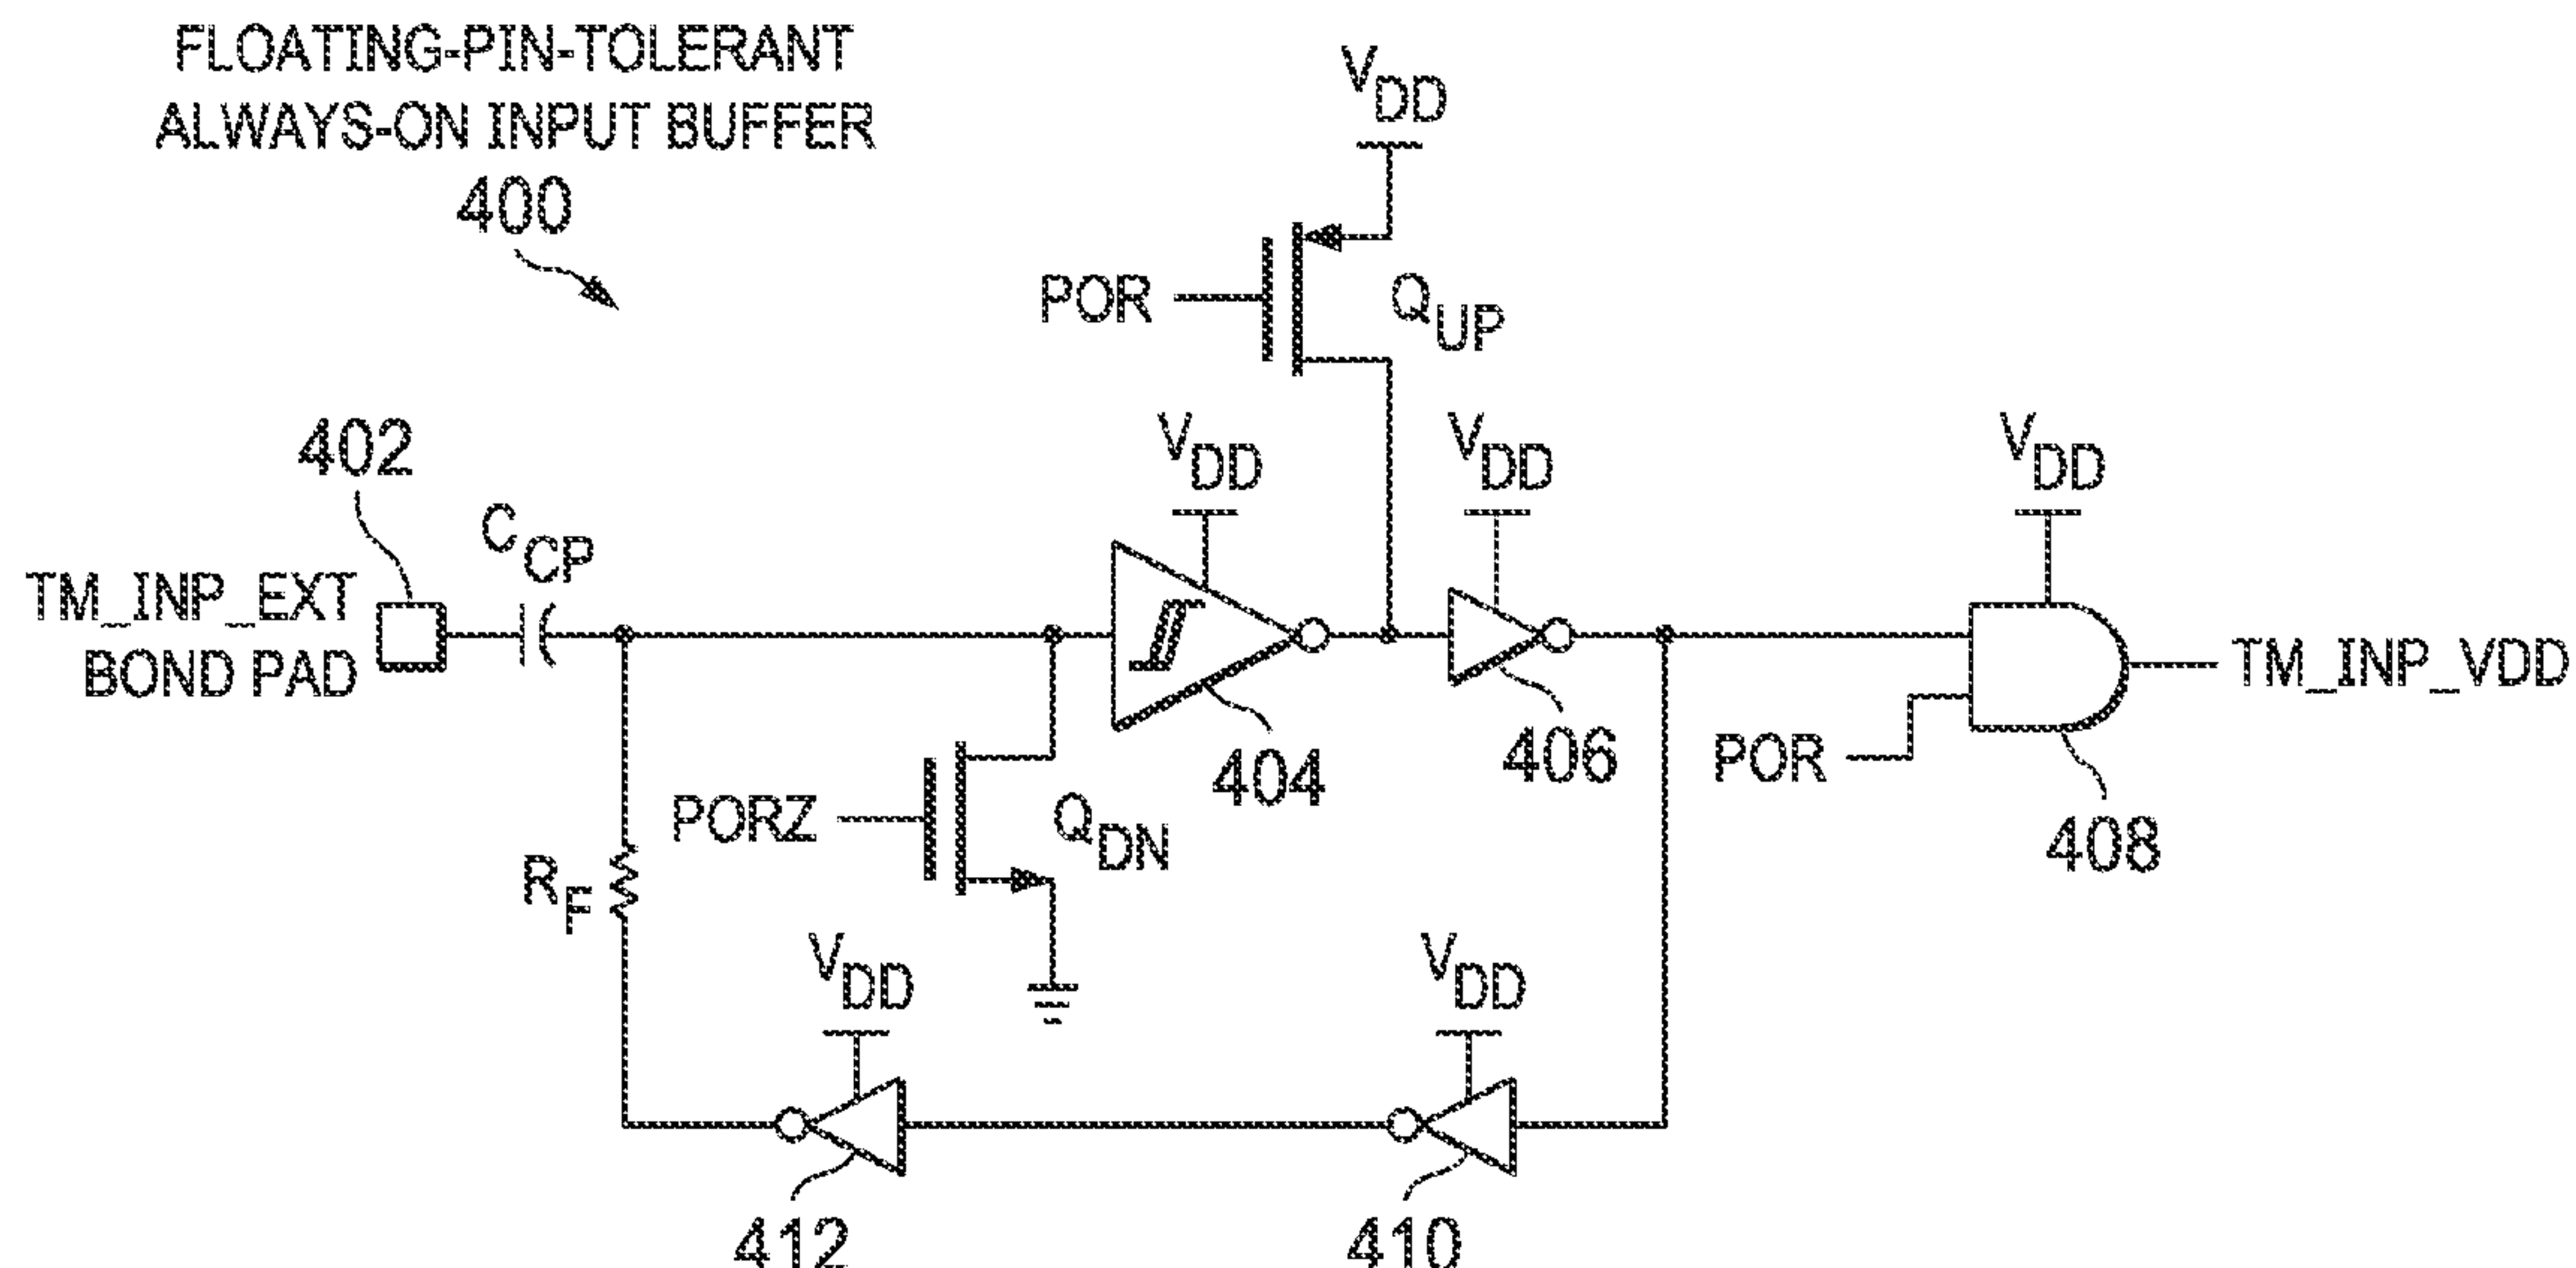 FLOATING-PIN-TOLERANT
ALWAYS-ON INPUT BUFFER
400
VDD
POR
QUP
402
CCP
VDD
VDD
VDD
TM_INP_EXT
BOND PAD
TM_INP_VDD
404
406
POR
408
PORZ
QDN
RF
VDD
VDD
412
410